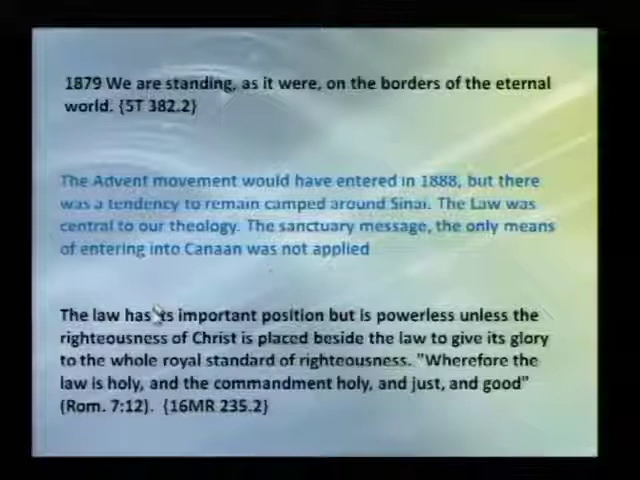 1879 We are standing, as it were, on the borders of the eternal
world. {5T 382.2}
The Advent movement would have entered in 1888, but there
was a tendency to remain camped around Sinai. The Law was
central to our theology. The sanctuary message, the only means
of entering into Canaan was not applied
The law has its important position but is powerless unless the
righteousness of Christ is placed beside the law to give its glory
to the whole royal standard of righteousness. "Wherefore the
law is holy, and the commandment holy, and just, and good"
(Rom. 7:12). {16MR 235.2}